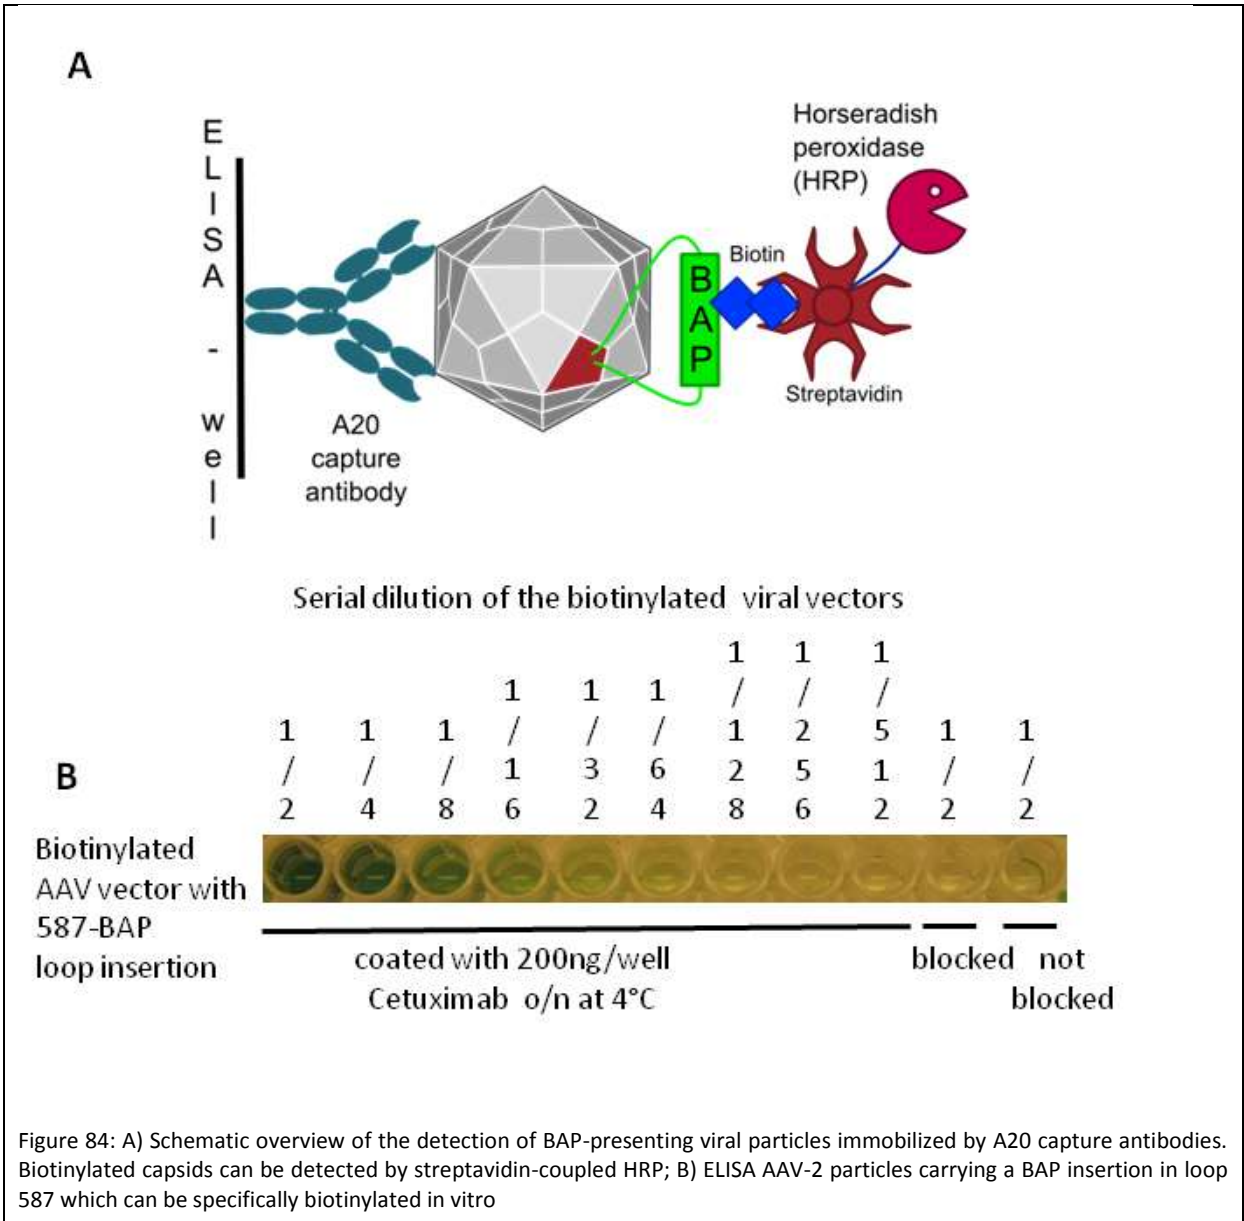 A
E
L
I
S
A
-
w
e
l
l
A20
capture
antibody
B
A
P
Biotin
Horseradish
peroxidase
(HRP)
Streptavidin
Serial dilution of the biotinylated viral vectors
1/2 1/4 1/8 1/16 1/32 1/64 1/128 1/256 1/512 1/2 1/2
B
Biotinylated
AAV vector with
587-BAP
loop insertion
coated with 200ng/well
Cetuximab o/n at 4°C
blocked
not
blocked
Figure 84: A) Schematic overview of the detection of BAP-presenting viral particles immobilized by A20 capture antibodies.
Biotinylated capsids can be detected by streptavidin-coupled HRP; B) ELISA AAV-2 particles carrying a BAP insertion in loop
587 which can be specifically biotinylated in vitro